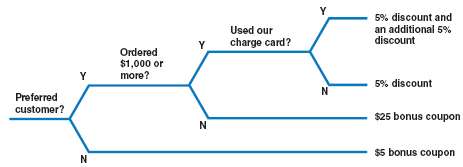 Preferred
customer?
Y
N
Ordered
$1,000 or
more?
Y
N
Used our
charge card?
Y
N
5% discount and
an additional 5%
discount
5% discount
$25 bonus coupon
$5 bonus coupon